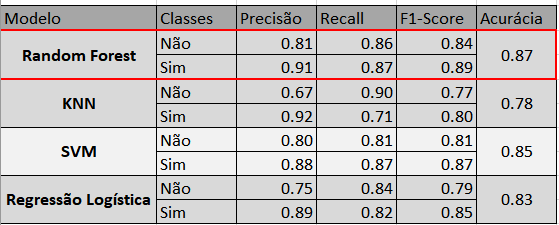 Modelo Classes Precisão Recall F1-Score Acurácia
Random Forest Não 0.81 0.86 0.84 0.87
Sim 0.91 0.87 0.89
KNN Não 0.67 0.90 0.77 0.78
Sim 0.92 0.71 0.80
SVM Não 0.80 0.81 0.81 0.85
Sim 0.88 0.87 0.87
Regressão Logística Não 0.75 0.84 0.79 0.83
Sim 0.89 0.82 0.85